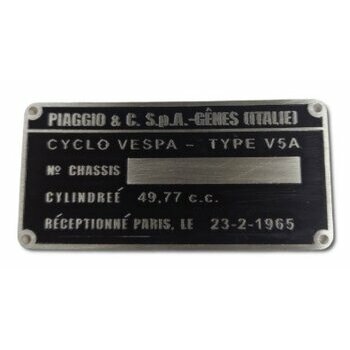 PIAGGIO & C. S.p.A.-GÊNES (ITALIE)
CYCLO VESPA - TYPE V5A
Nº CHASSIS
CYLINDREÉ 49,77 c.c.
RÉCEPTIONNÉ PARIS, LE 23-2-1965